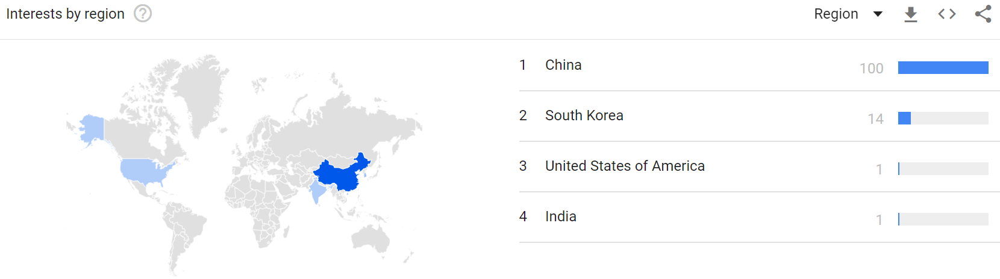 Interests by region ?
Region
1 China 100
2 South Korea 14
3 United States of America 1
4 India 1